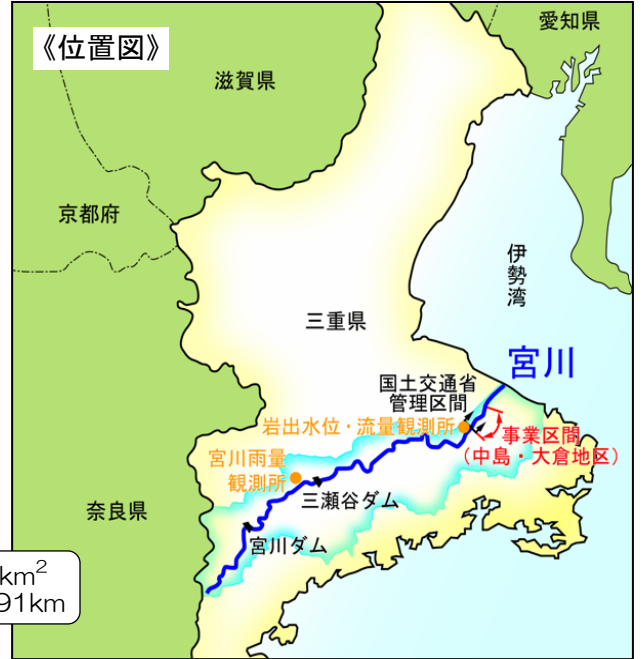 《位置図》
愛知県
滋賀県
京都府
伊勢湾
三重県
宮川
国土交通省
管理区間
岩出水位・流量観測所
事業区間
（中島・大倉地区）
宮川雨量
観測所
三瀬谷ダム
奈良県
宮川ダム
km²
91km